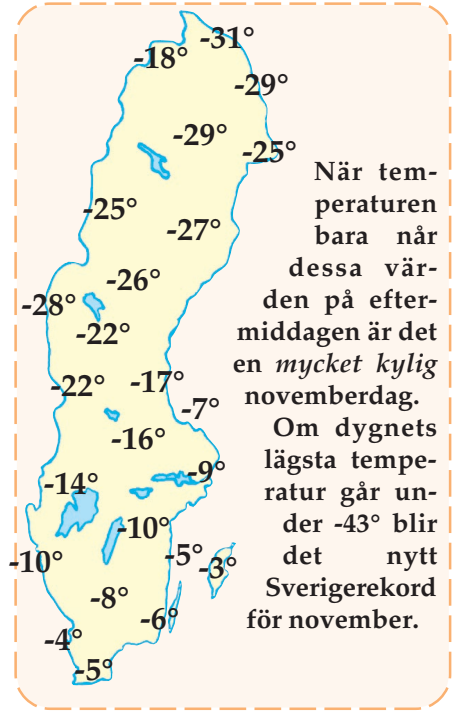 -31°
-18°
-29°
-29°
-25°
-25°
-27°
-26°
-28°
-22°
-22°
-17°
-7°
-16°
-9°
-14°
-10°
-5°
-10°
-3°
-8°
-6°
-4°
-5°
När tem-
peraturen
bara når
dessa vär-
den på efter-
middagen är det
en mycket kylig
novemberdag.
Om dygnets
lägsta tempe-
ratur går un-
der -43° blir
det nytt
Sverigerekord
för november.